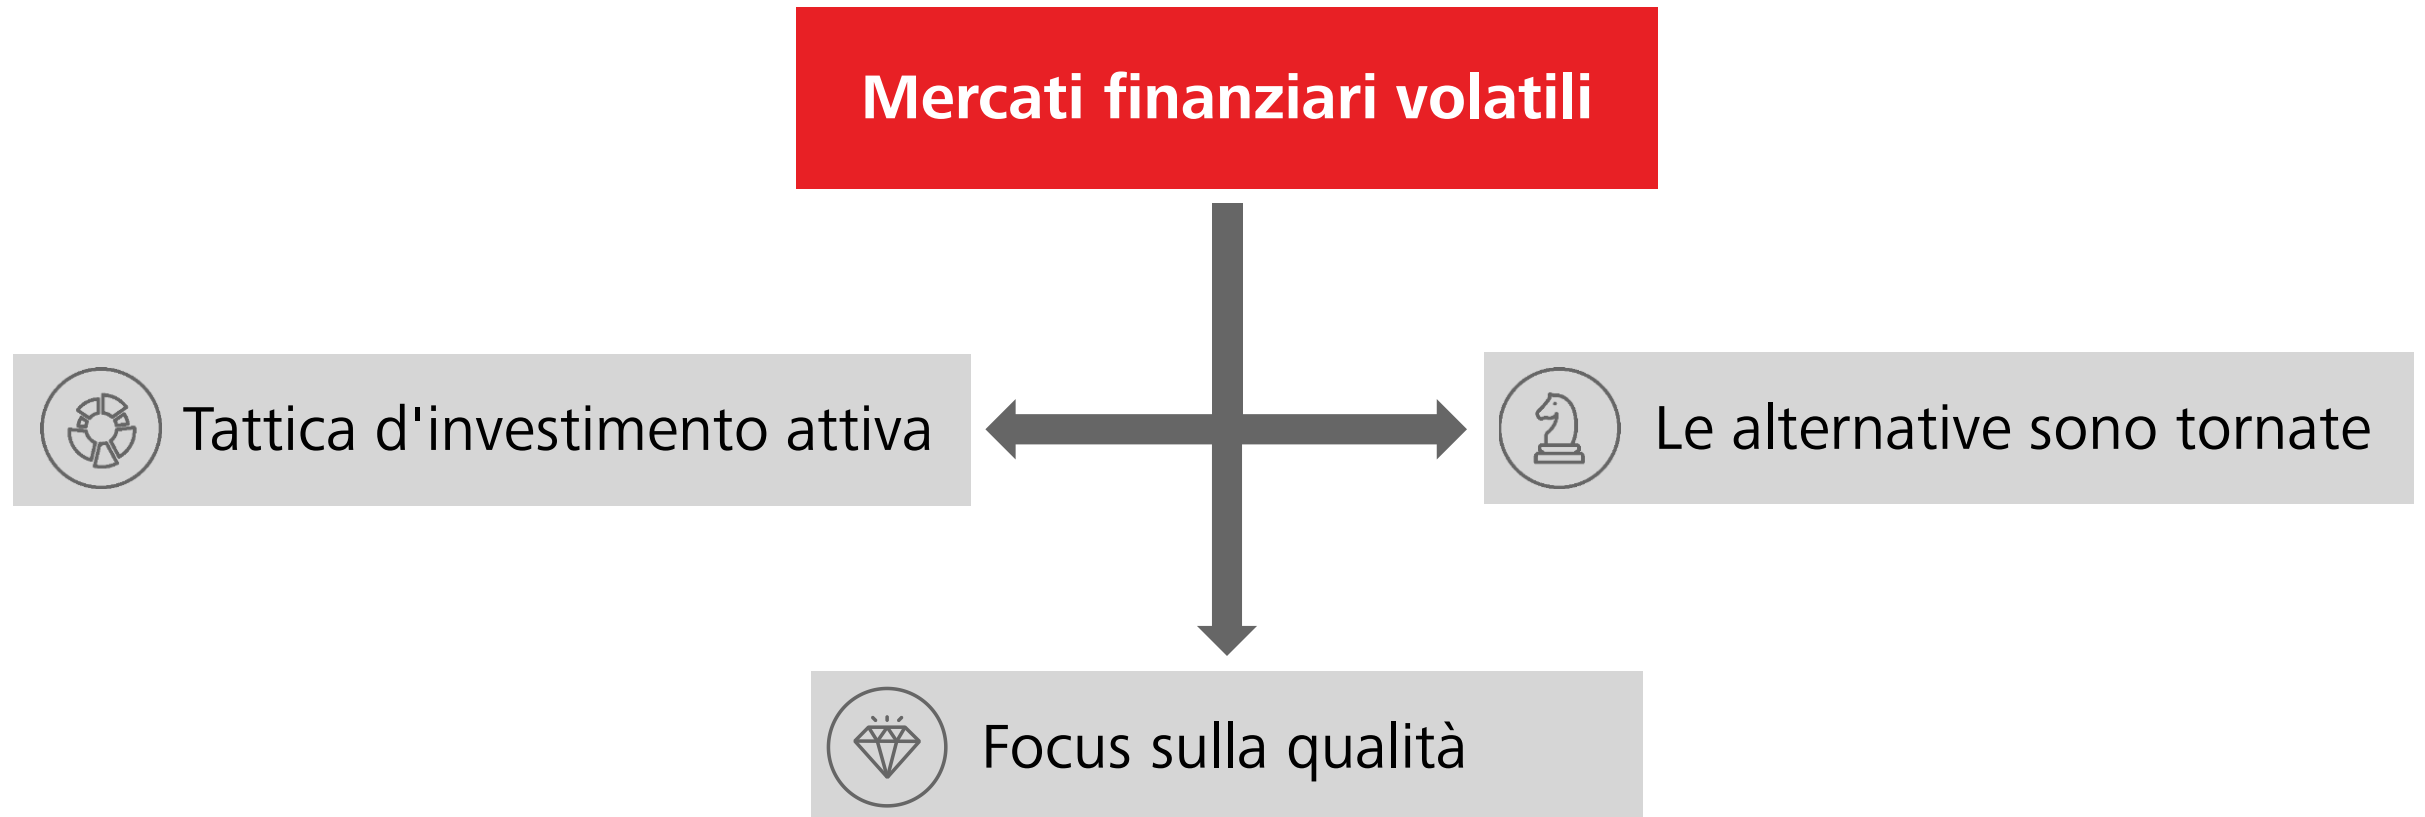 Mercati finanziari volatili
Tattica d'investimento attiva
Le alternative sono tornate
Focus sulla qualità